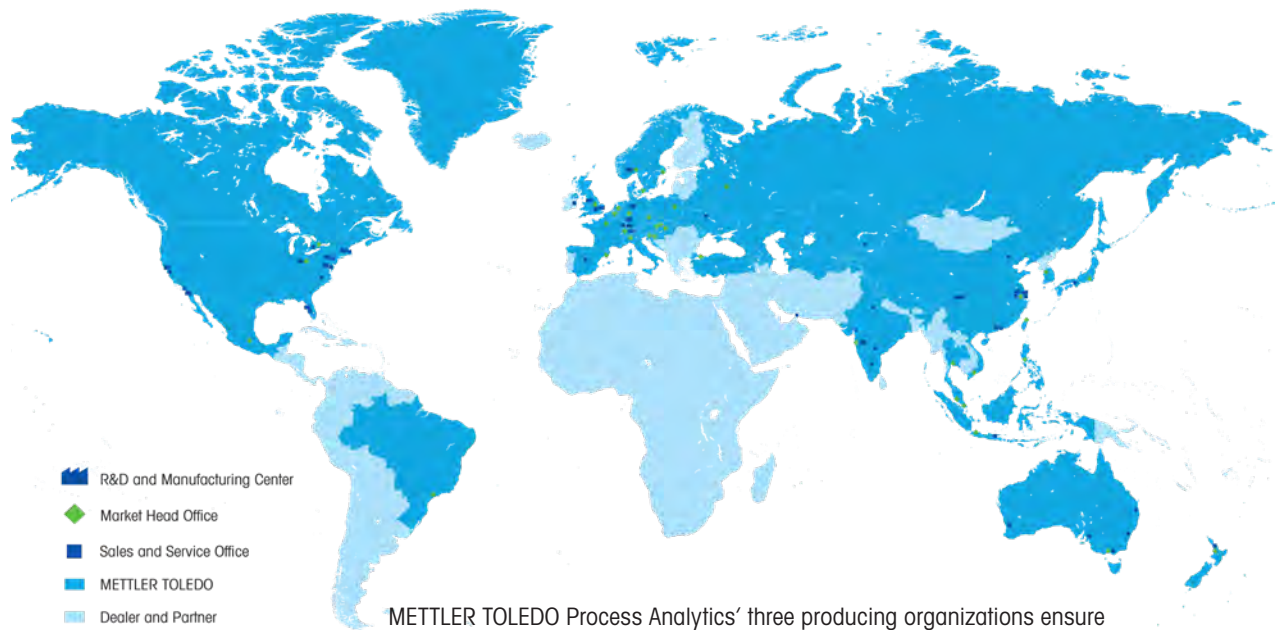 R&D and Manufacturing Center
Market Head Office
Sales and Service Office
METTLER TOLEDO
Dealer and Partner
METTLER TOLEDO Process Analytics’ three producing organizations ensure